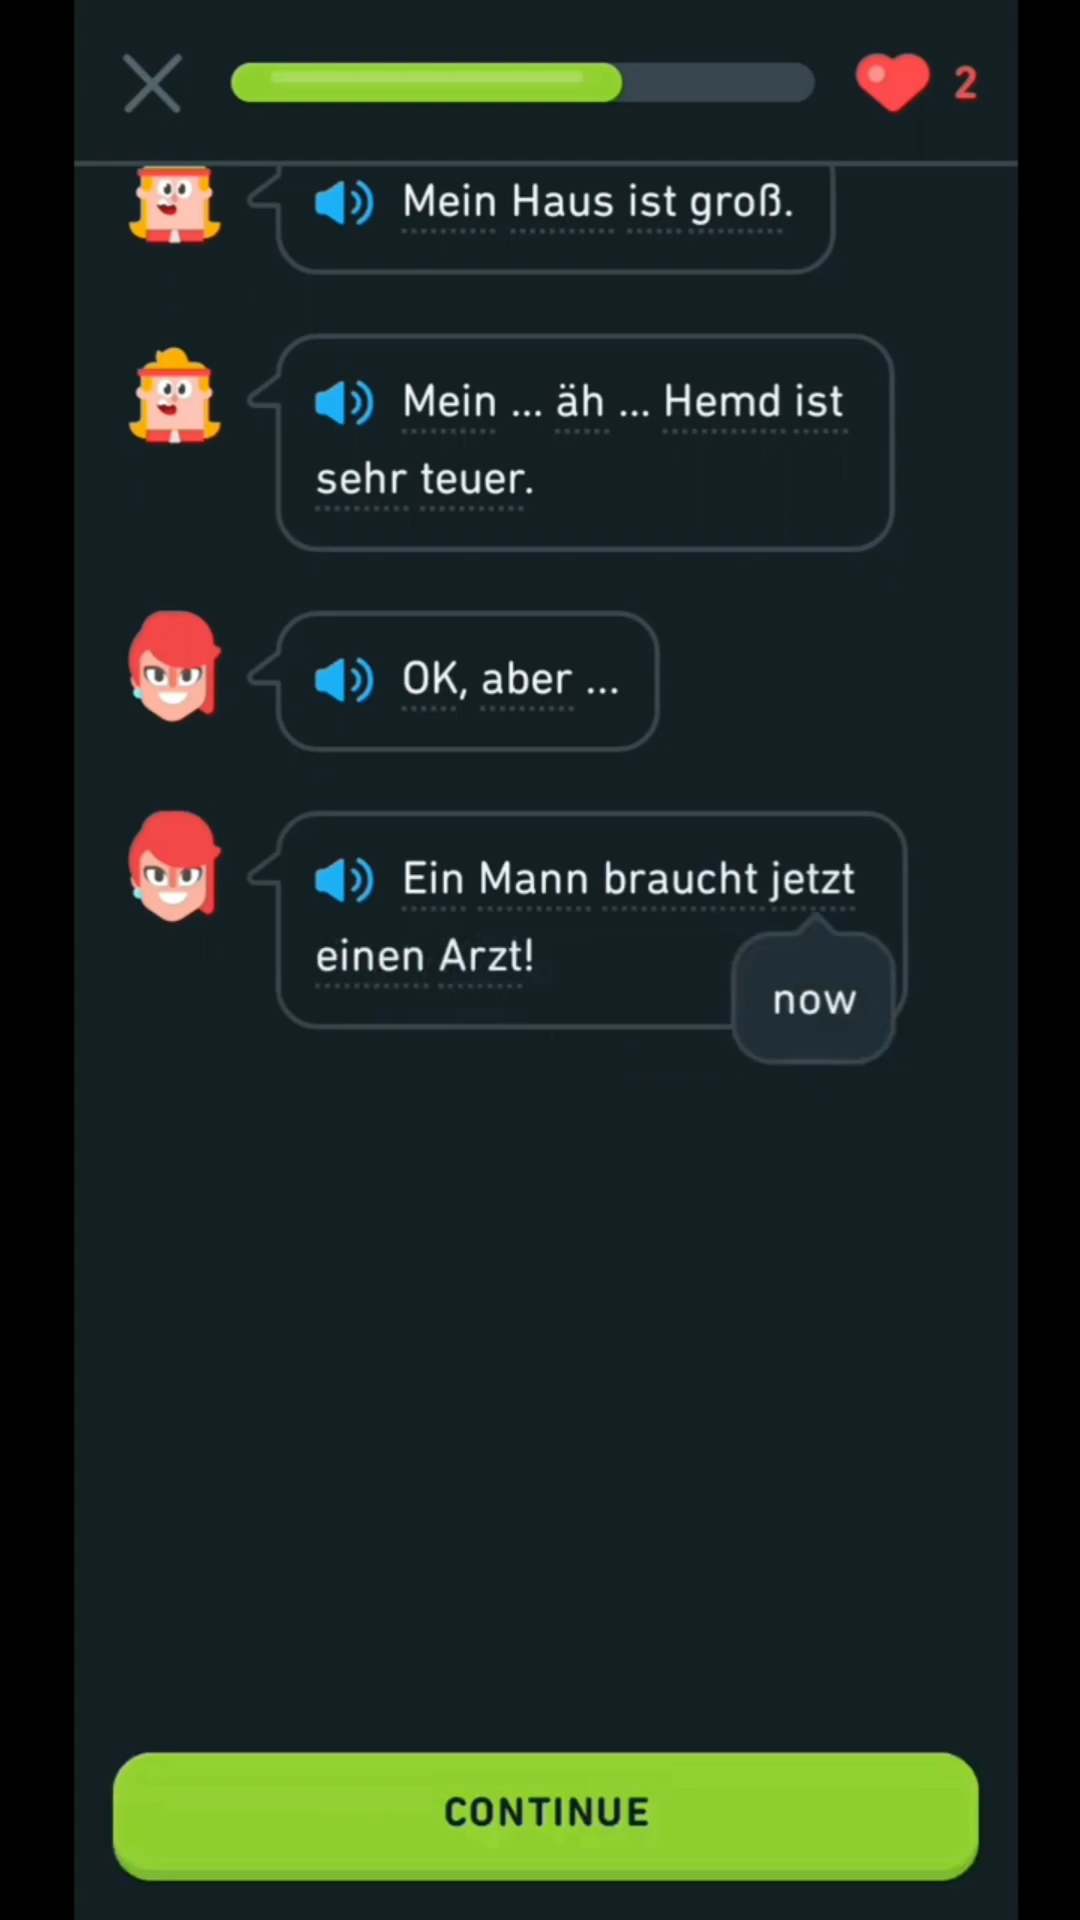 2
Mein Haus ist groß.
Mein ... äh ... Hemd ist
sehr teuer.
OK, aber ...
Ein Mann braucht jetzt
einen Arzt!
now
CONTINUE